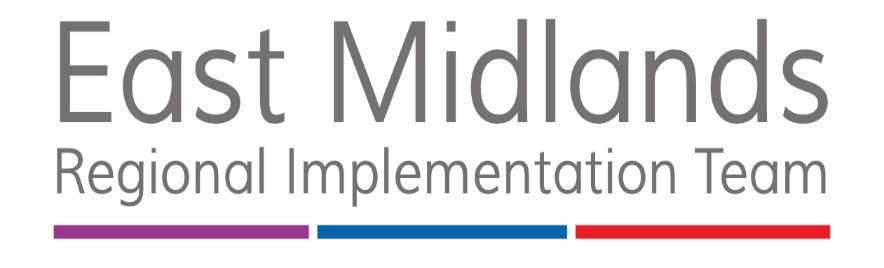 East Midlands
Regional Implementation Team